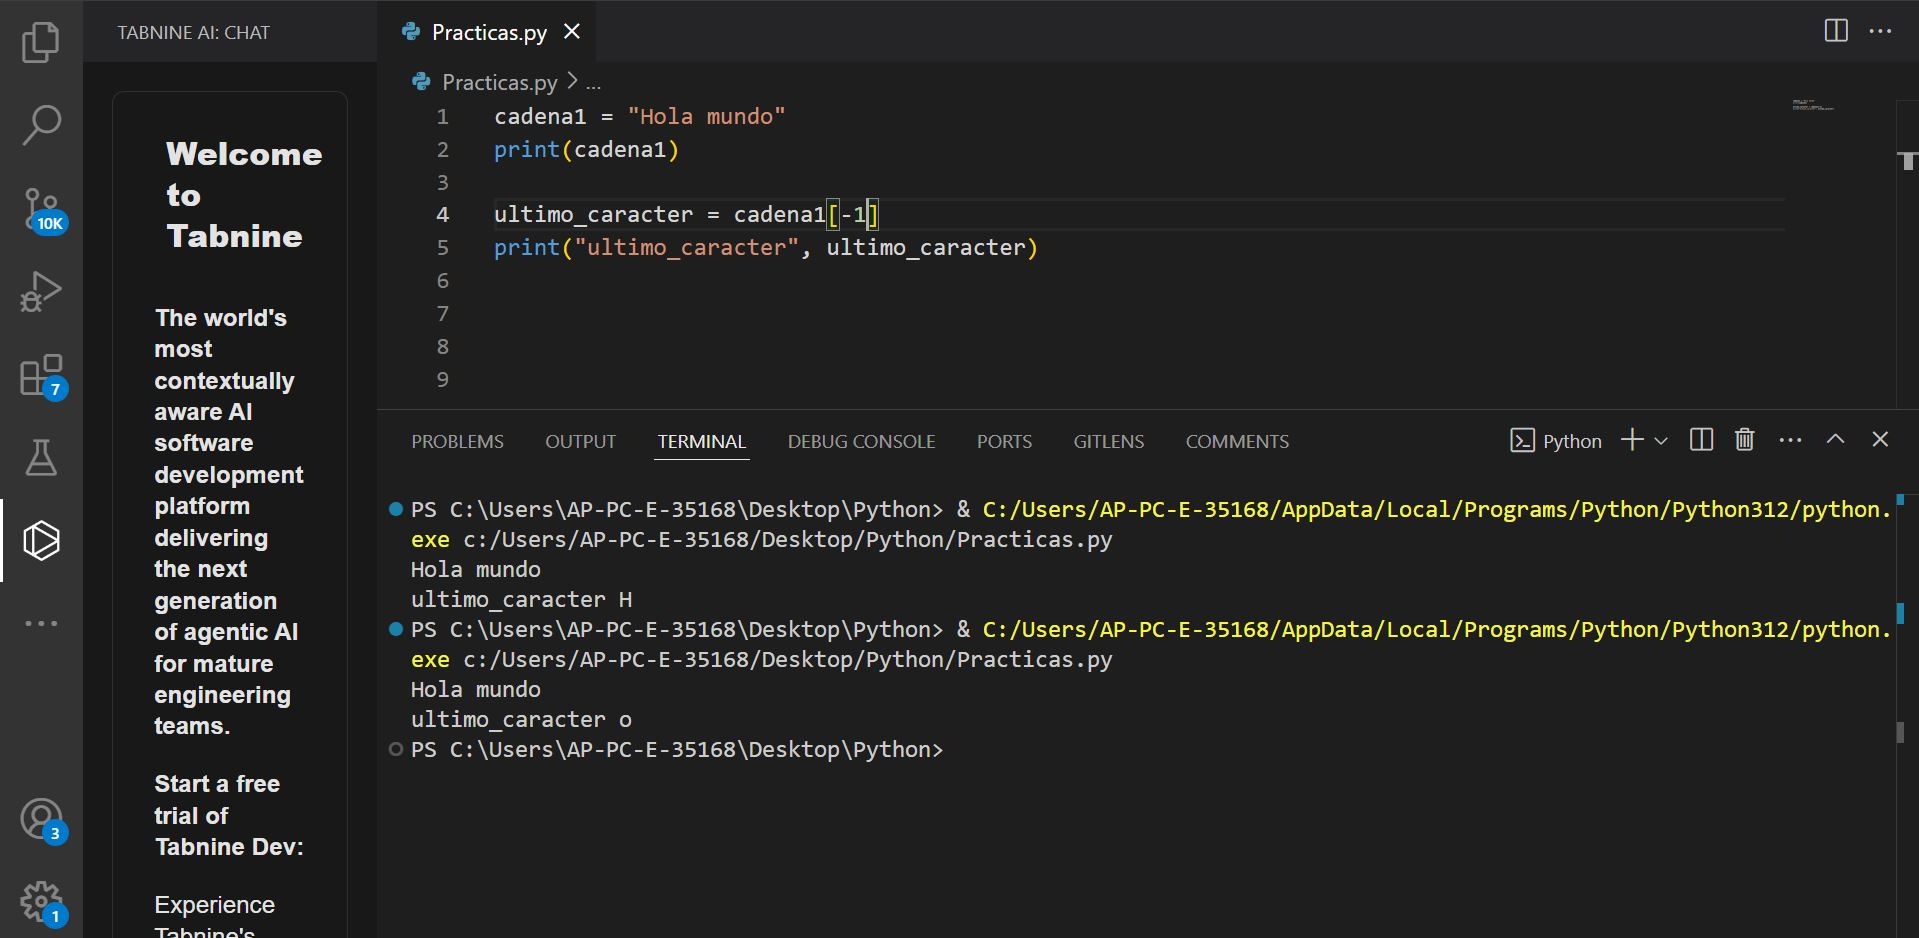 TABNINE AI: CHAT
Welcome
to
Tabnine
The world's
most
contextually
aware AI
software
development
platform
delivering
the next
generation
of agentic AI
for mature
engineering
teams.
Start a free
trial of
Tabnine Dev:
Experience
Tabnine's
10K
7
3
1
Practicas.py
Practicas.py > ...
1 cadena1 = "Hola mundo"
2 print(cadena1)
3
4 ultimo_caracter = cadena1[-1]
5 print("ultimo_caracter", ultimo_caracter)
6
7
8
9
PROBLEMS OUTPUT TERMINAL DEBUG CONSOLE PORTS GITLENS COMMENTS Python
PS C:\Users\AP-PC-E-35168\Desktop\Python> & C:/Users/AP-PC-E-35168/AppData/Local/Programs/Python/Python312/python.
exe c:/Users/AP-PC-E-35168/Desktop/Python/Practicas.py
Hola mundo
ultimo_caracter H
PS C:\Users\AP-PC-E-35168\Desktop\Python> & C:/Users/AP-PC-E-35168/AppData/Local/Programs/Python/Python312/python.
exe c:/Users/AP-PC-E-35168/Desktop/Python/Practicas.py
Hola mundo
ultimo_caracter o
PS C:\Users\AP-PC-E-35168\Desktop\Python>